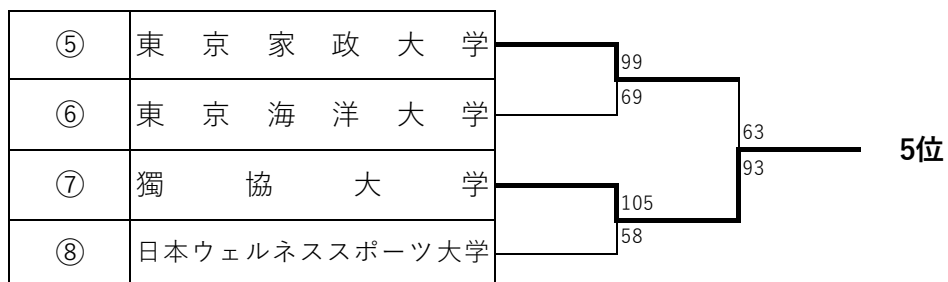 ⑤ 東京家政大学
99
69
⑥ 東京海洋大学
63
5位
93
⑦ 獨協大学
105
58
⑧ 日本ウェルネススポーツ大学